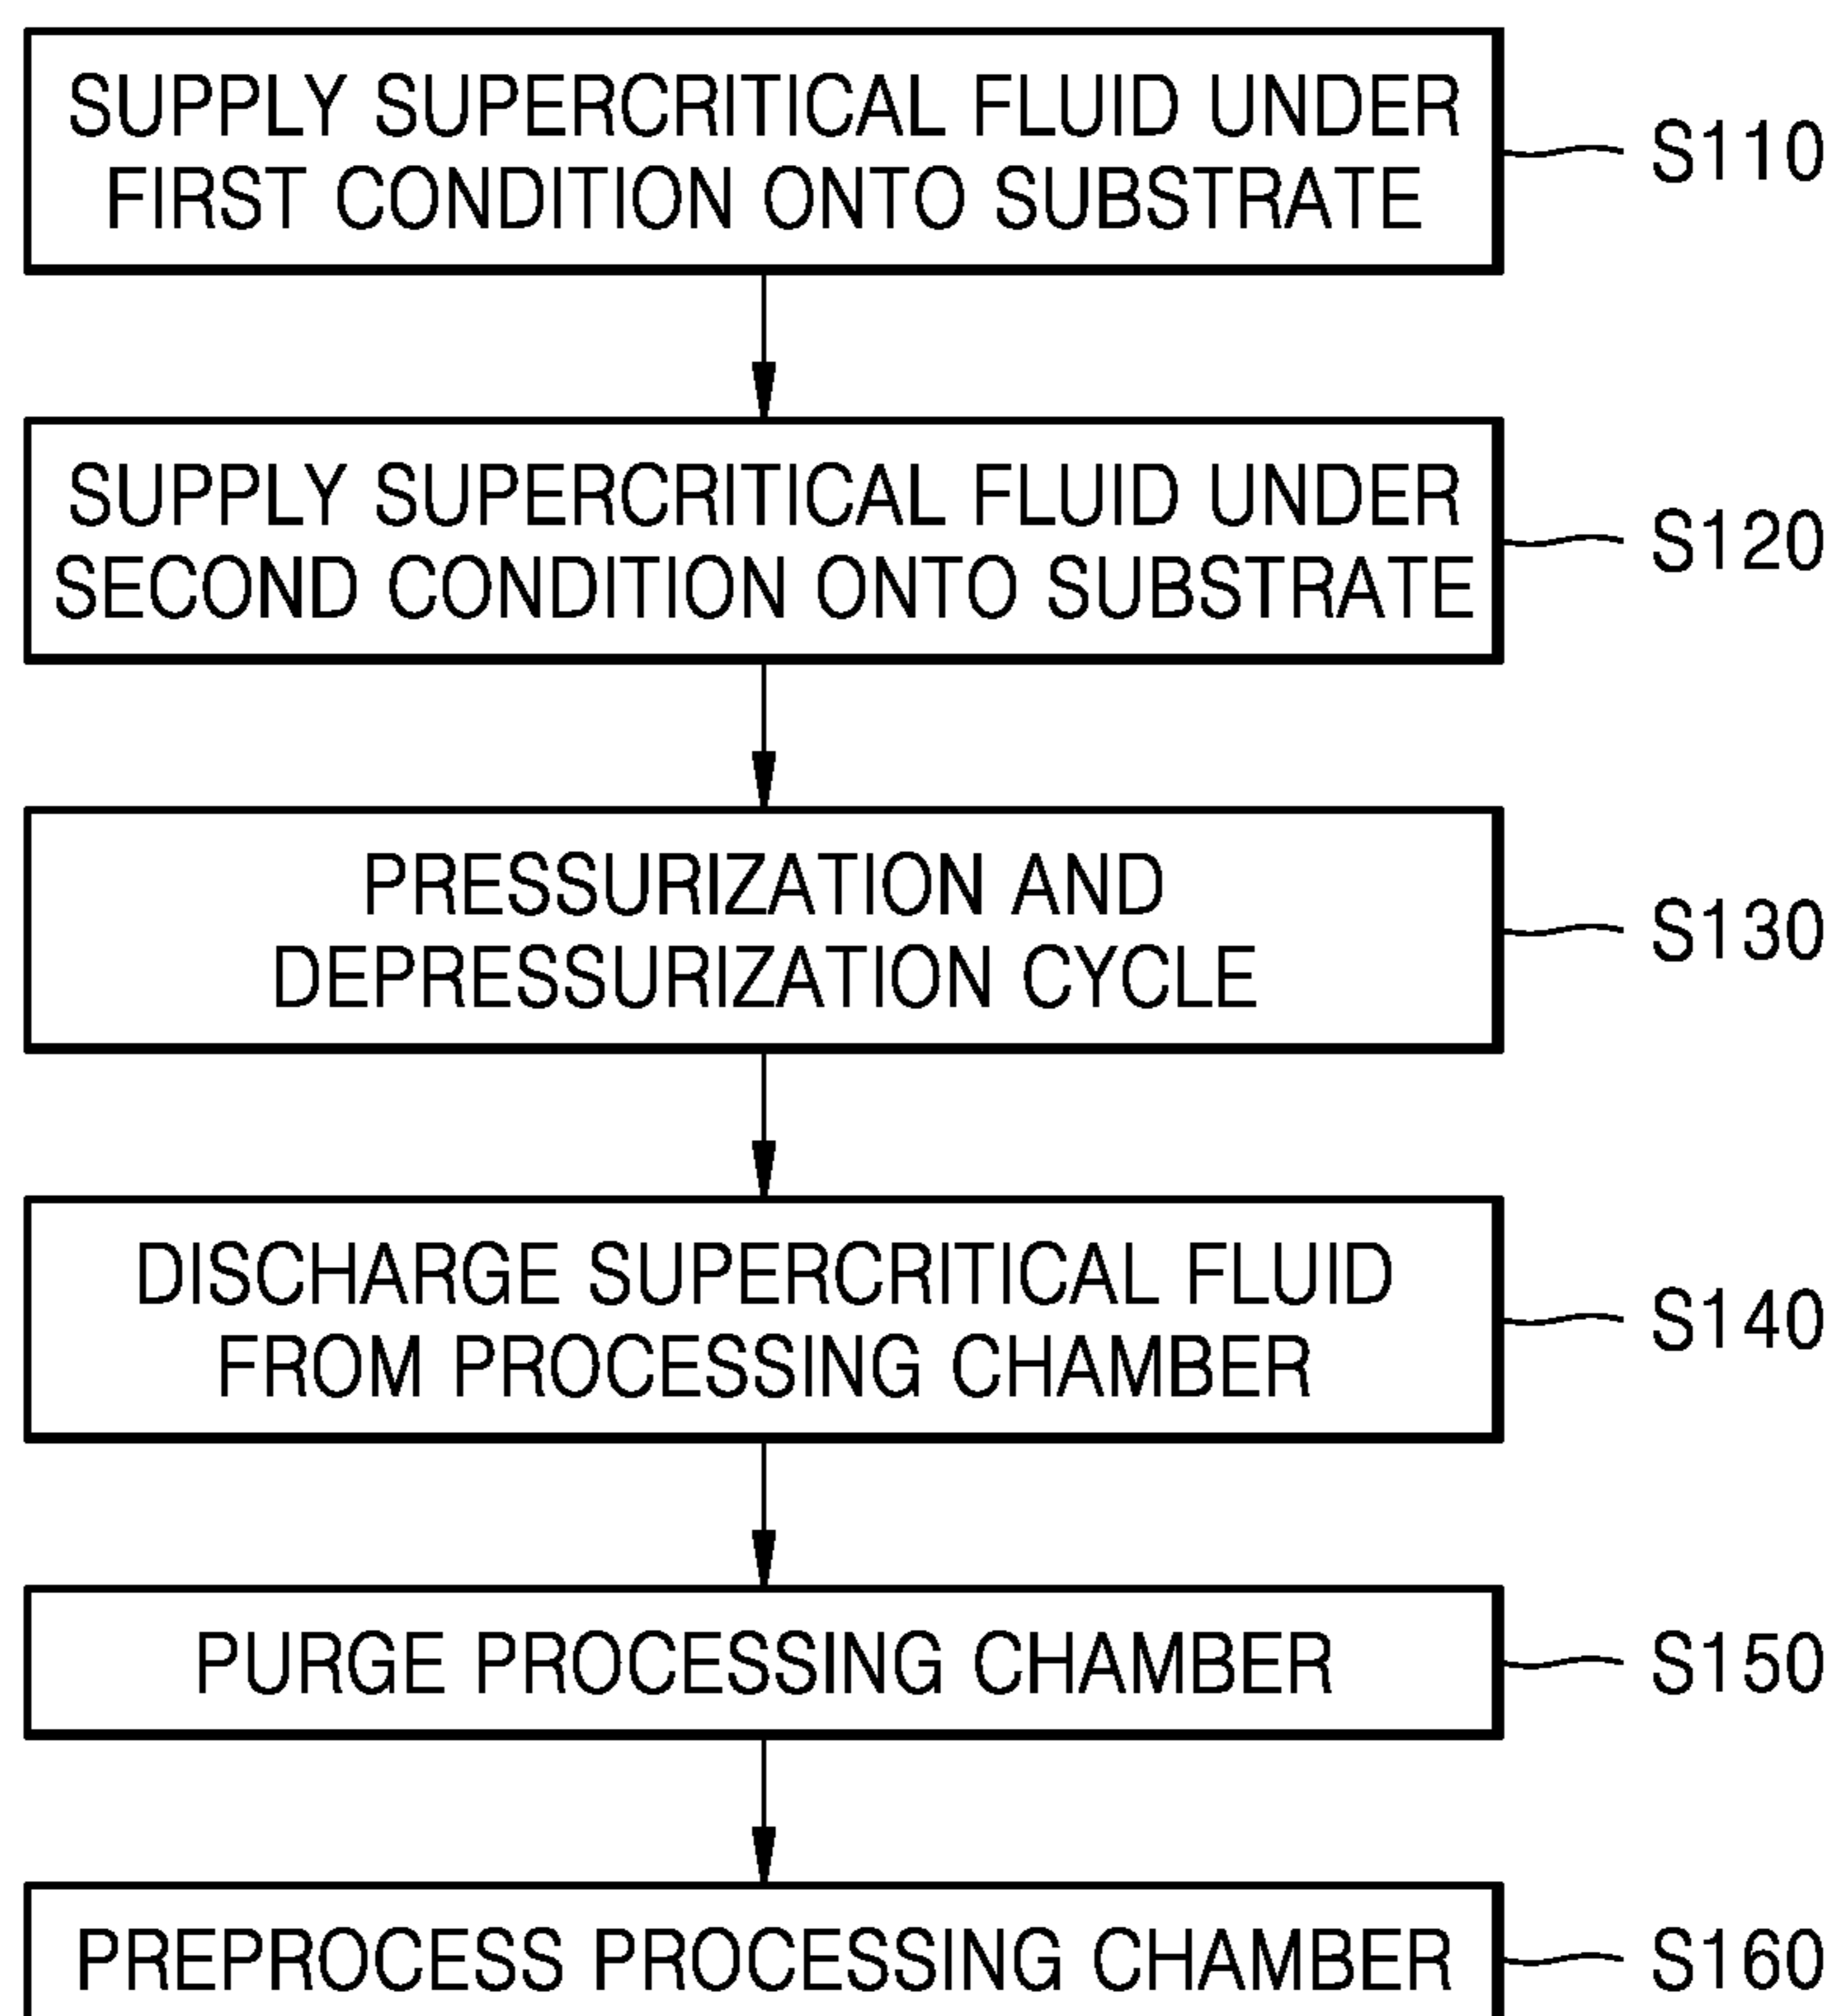 SUPPLY SUPERCRITICAL FLUID UNDER
FIRST CONDITION ONTO SUBSTRATE
S110
SUPPLY SUPERCRITICAL FLUID UNDER
SECOND CONDITION ONTO SUBSTRATE
S120
PRESSURIZATION AND
DEPRESSURIZATION CYCLE
S130
DISCHARGE SUPERCRITICAL FLUID
FROM PROCESSING CHAMBER
S140
PURGE PROCESSING CHAMBER
S150
PREPROCESS PROCESSING CHAMBER
S160